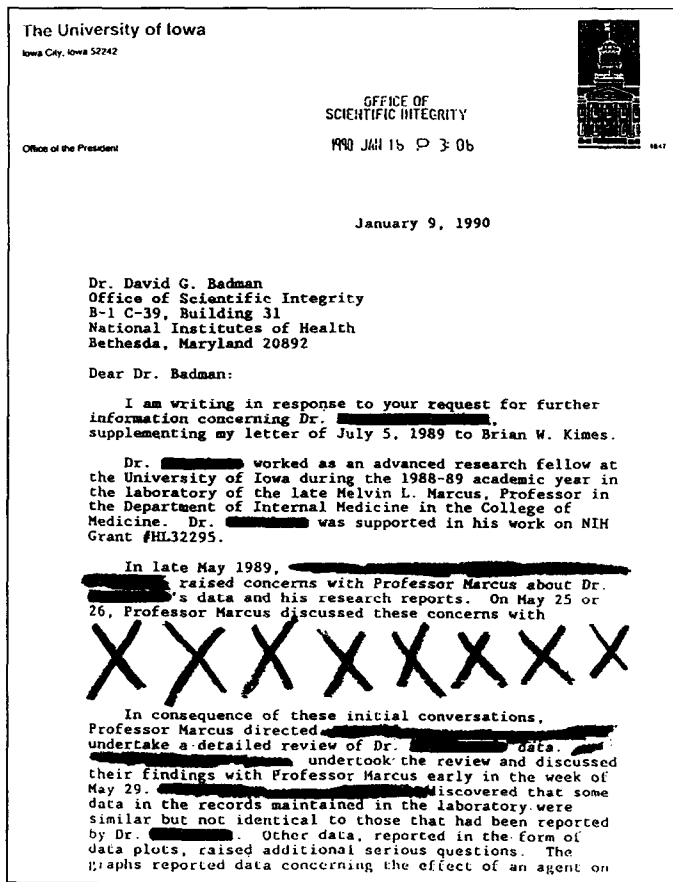 The University of Iowa
Iowa City, Iowa 52242
OFFICE OF
SCIENTIFIC INTEGRITY
1990 JAN 16 P 3:06
Office of the President
1847
January 9, 1990
Dr. David G. Badman
Office of Scientific Integrity
B-1 C-39, Building 31
National Institutes of Health
Bethesda, Maryland 20892
Dear Dr. Badman:
I am writing in response to your request for further
information concerning Dr. ,
supplementing my letter of July 5, 1989 to Brian W. Kimes.
Dr. worked as an advanced research fellow at
the University of Iowa during the 1988-89 academic year in
the laboratory of the late Melvin L. Marcus, Professor in
the Department of Internal Medicine in the College of
Medicine. Dr. was supported in his work on NIH
Grant #HL32295.
In late May 1989,
raised concerns with Professor Marcus about Dr.
's data and his research reports. On May 25 or
26, Professor Marcus discussed these concerns with
In consequence of these initial conversations,
Professor Marcus directed
undertake a detailed review of Dr. data.
undertook the review and discussed
their findings with Professor Marcus early in the week of
May 29. discovered that some
data in the records maintained in the laboratory were
similar but not identical to those that had been reported
by Dr. . Other data, reported in the form of
data plots, raised additional serious questions. The
graphs reported data concerning the effect of an agent on